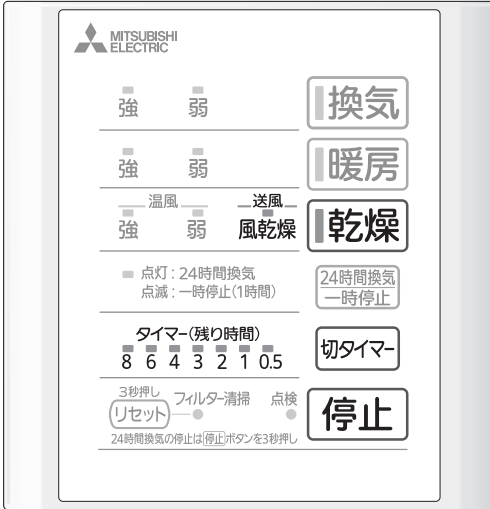 MITSUBISHI
ELECTRIC
強 弱 換気
強 弱 暖房
温風 送風
強 弱 風乾燥 乾燥
点灯：24時間換気
点滅：一時停止(1時間)
24時間換気
一時停止
タイマー(残り時間)
8 6 4 3 2 1 0.5
切タイマー
3秒押し
リセット フィルター清掃 点検
停止
24時間換気の停止は停止ボタンを3秒押し